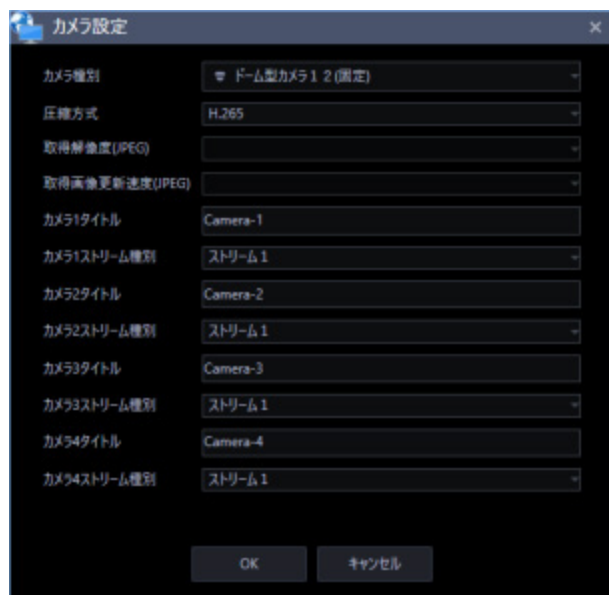 カメラ設定
カメラ種別 ドーム型カメラ12(固定)
圧縮方式 H.265
取得解像度(JPEG)
取得画像更新速度(JPEG)
カメラ1タイトル Camera-1
カメラ1ストリーム種別 ストリーム1
カメラ2タイトル Camera-2
カメラ2ストリーム種別 ストリーム1
カメラ3タイトル Camera-3
カメラ3ストリーム種別 ストリーム1
カメラ4タイトル Camera-4
カメラ4ストリーム種別 ストリーム1
OK キャンセル